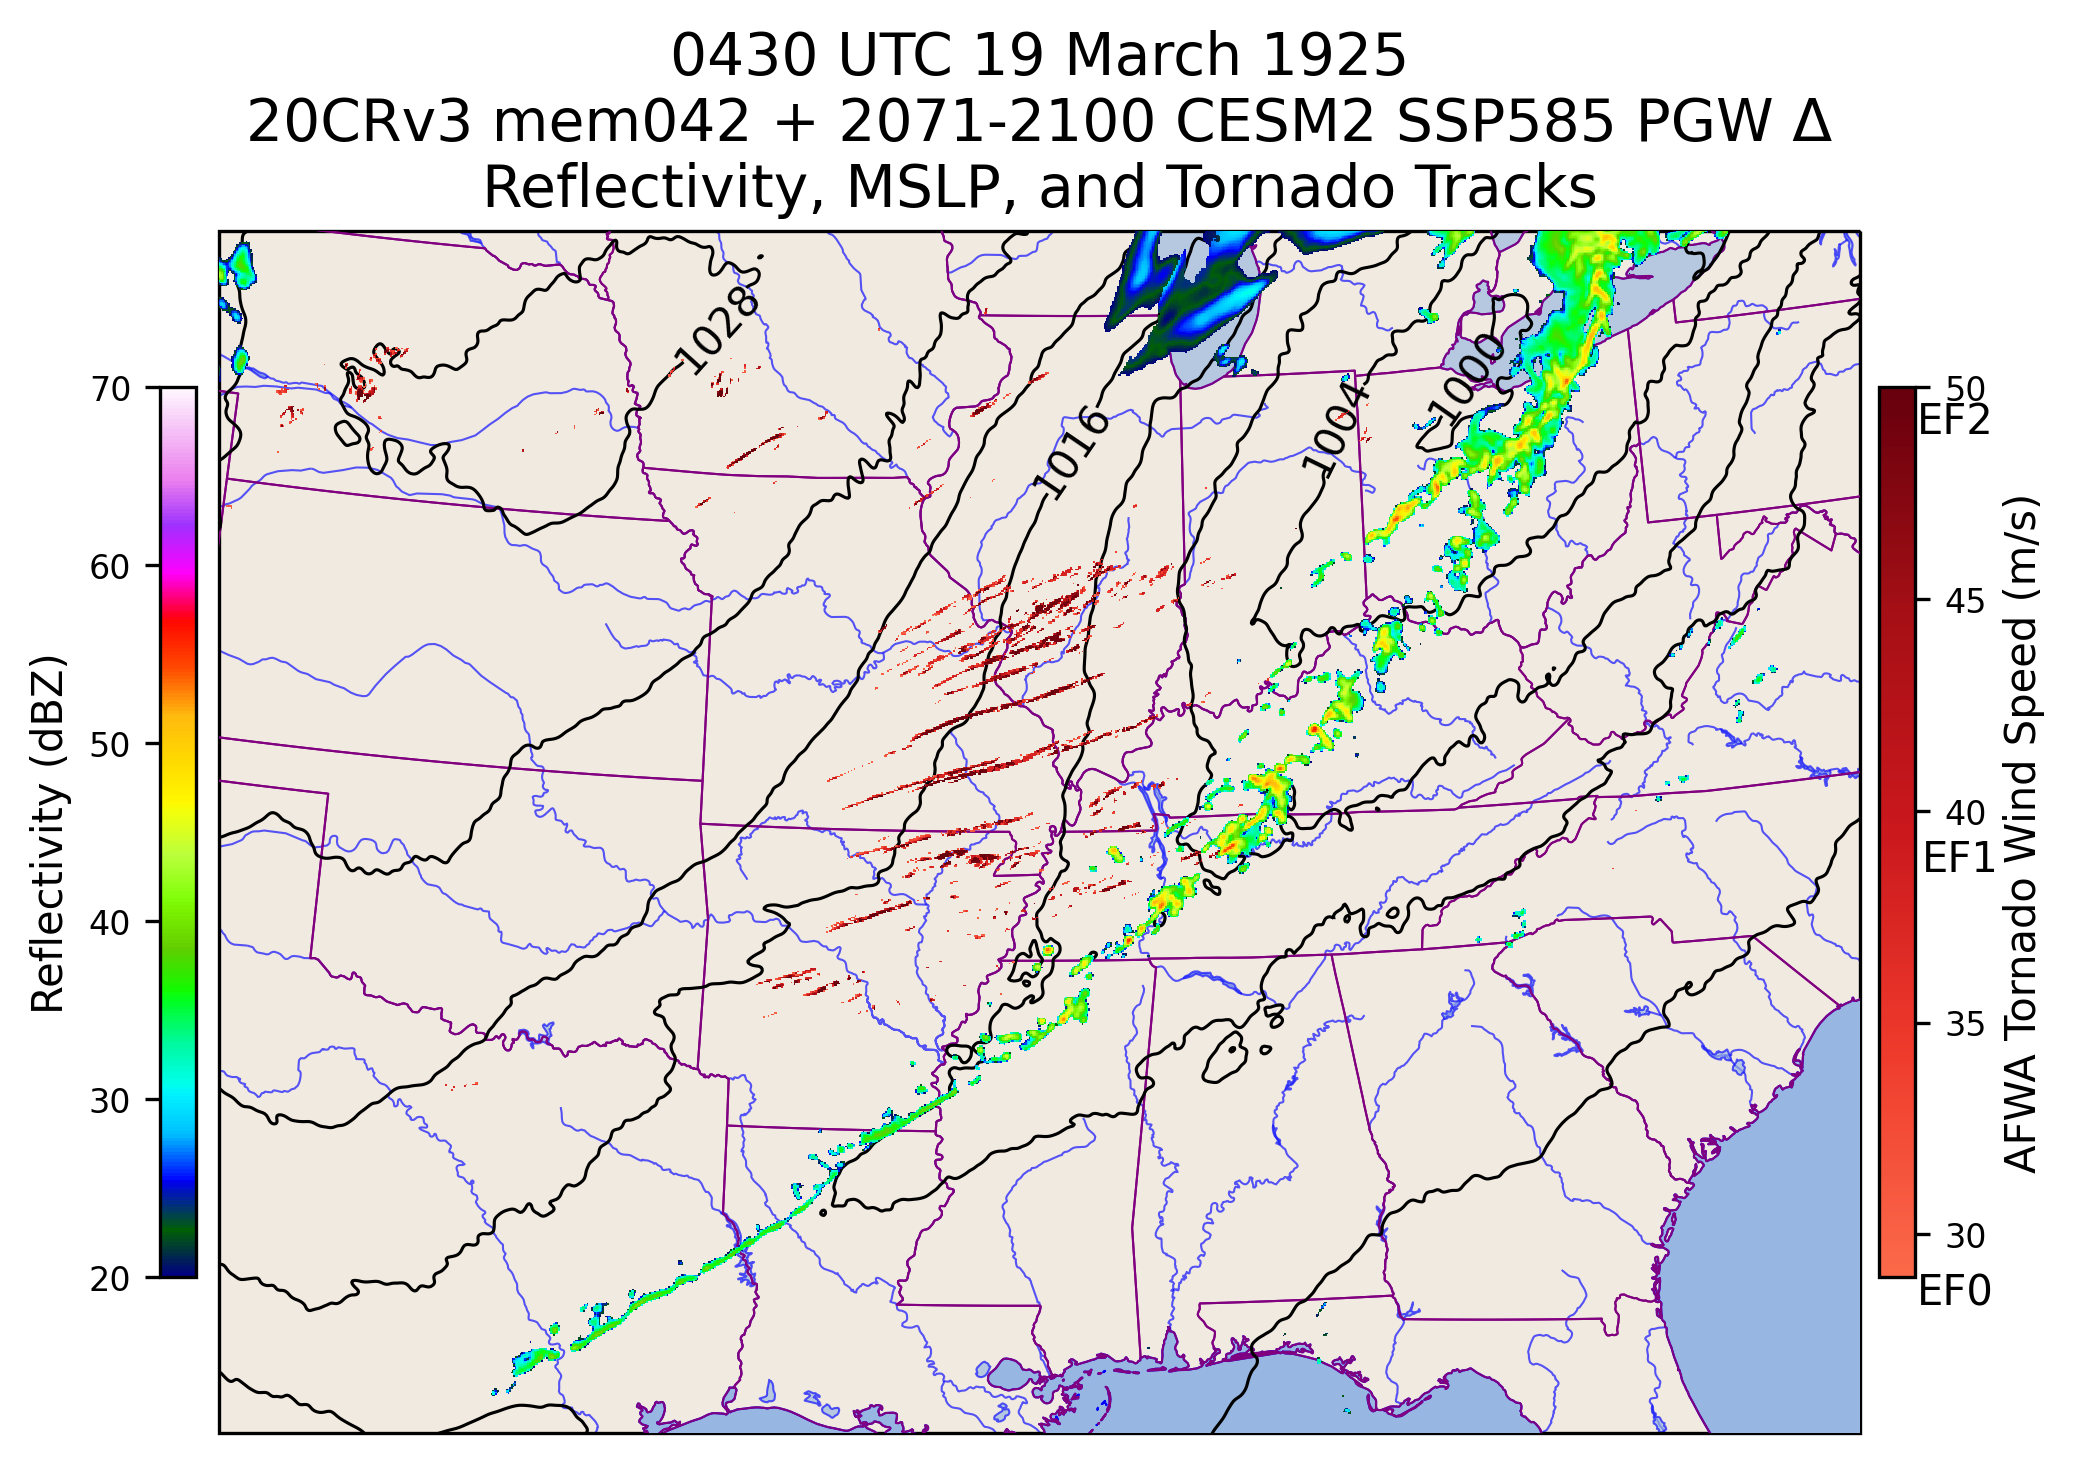 0430 UTC 19 March 1925
20CRv3 mem042 + 2071-2100 CESM2 SSP585 PGW Δ
Reflectivity, MSLP, and Tornado Tracks
Reflectivity (dBZ)
70
60
50
40
30
20
1028
1016
1004
1000
50
EF2
45
40
EF1
35
30
EF0
AFWA Tornado Wind Speed (m/s)